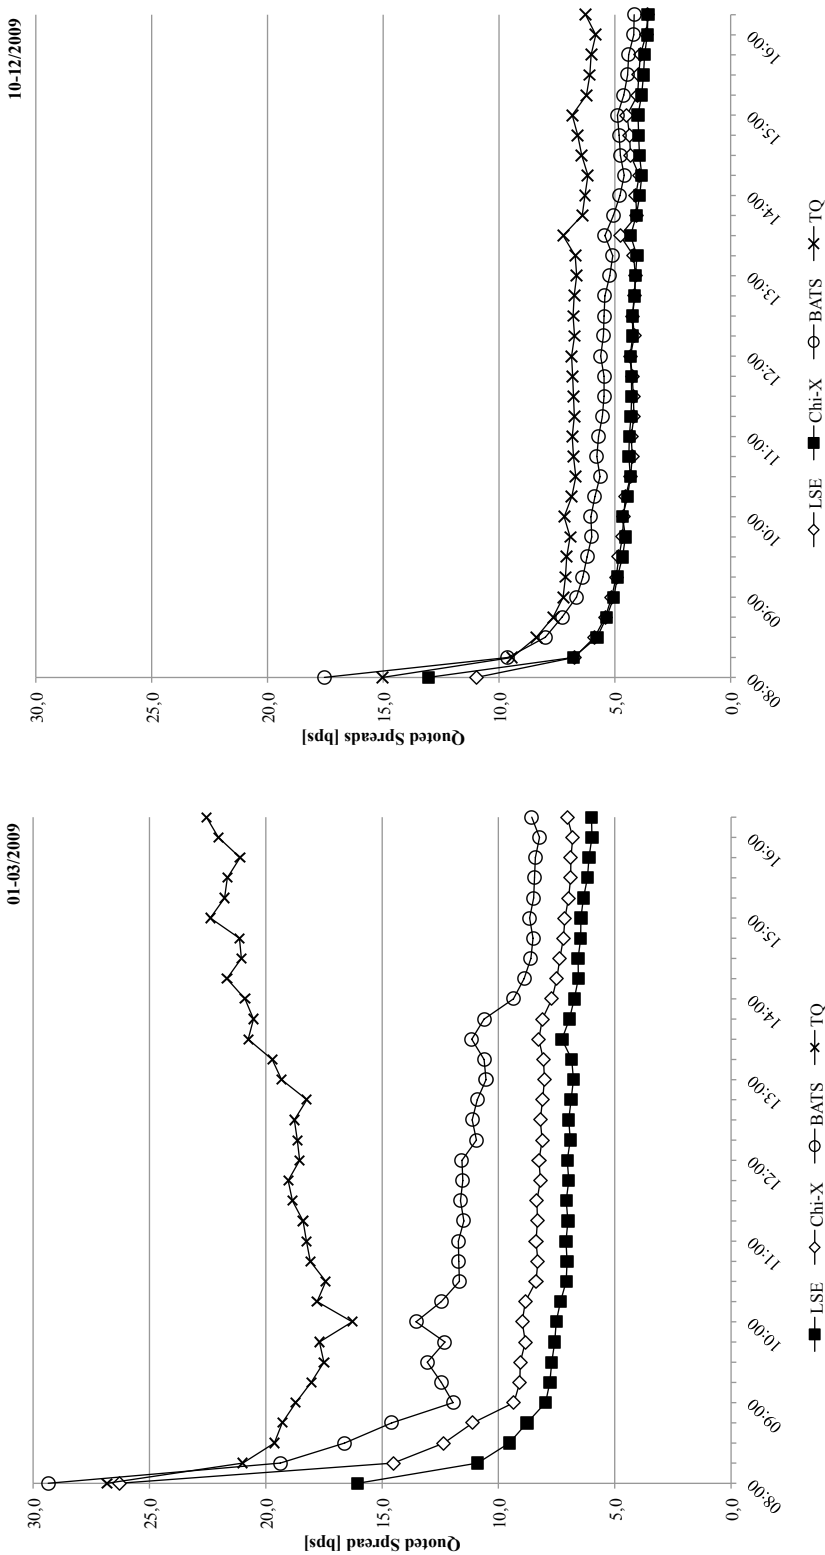 01-03/2009
Quoted Spread [bps]
30,0
25,0
20,0
15,0
10,0
5,0
0,0
08:00 09:00 10:00 11:00 12:00 13:00 14:00 15:00 16:00
LSE Chi-X BATS TQ
10-12/2009
Quoted Spreads [bps]
30,0
25,0
20,0
15,0
10,0
5,0
0,0
08:00 09:00 10:00 11:00 12:00 13:00 14:00 15:00 16:00
LSE Chi-X BATS TQ